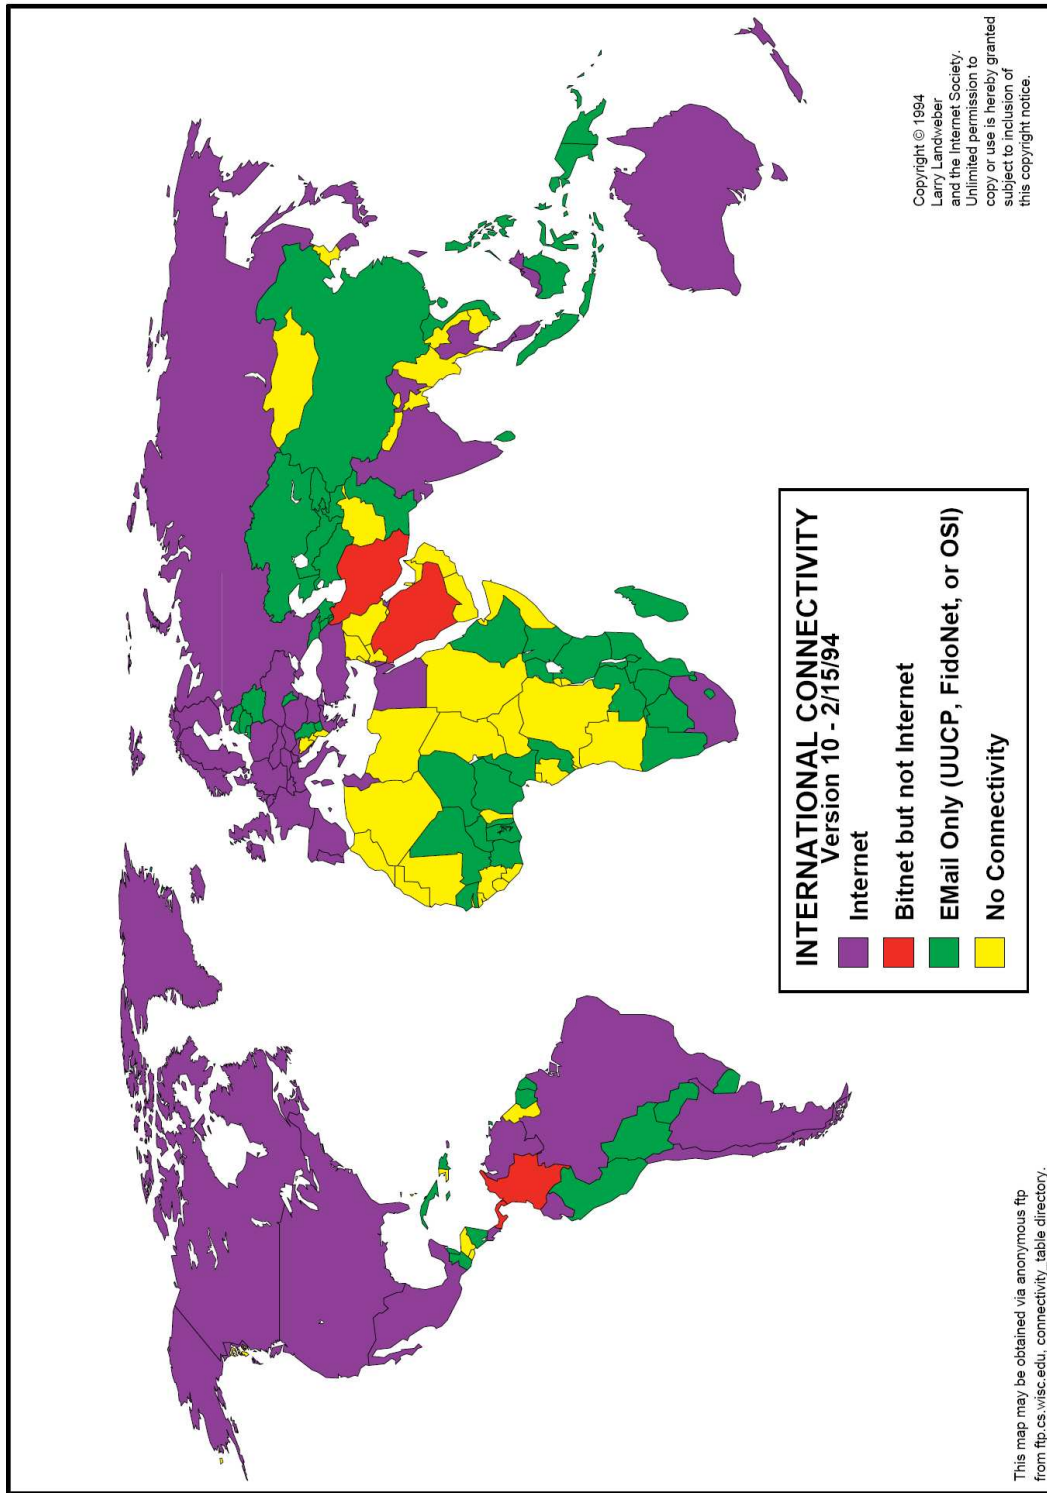 INTERNATIONAL CONNECTIVITY
Version 10 - 2/15/94
Internet
Bitnet but not Internet
EMail Only (UUCP, FidoNet, or OSI)
No Connectivity
This map may be obtained via anonymous ftp
from ftp.cs.wisc.edu, connectivity_table directory.
Copyright © 1994
Larry Landweber
and the Internet Society.
Unlimited permission to
copy or use is hereby granted
subject to inclusion of
this copyright notice.